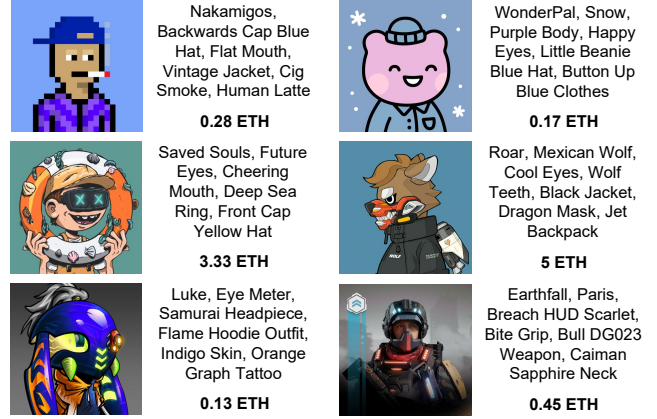 Nakamigos,
Backwards Cap Blue
Hat, Flat Mouth,
Vintage Jacket, Cig
Smoke, Human Latte
0.28 ETH
WonderPal, Snow,
Purple Body, Happy
Eyes, Little Beanie
Blue Hat, Button Up
Blue Clothes
0.17 ETH
Saved Souls, Future
Eyes, Cheering
Mouth, Deep Sea
Ring, Front Cap
Yellow Hat
3.33 ETH
Roar, Mexican Wolf,
Cool Eyes, Wolf
Teeth, Black Jacket,
Dragon Mask, Jet
Backpack
5 ETH
WOLF
Luke, Eye Meter,
Samurai Headpiece,
Flame Hoodie Outfit,
Indigo Skin, Orange
Graph Tattoo
0.13 ETH
Earthfall, Paris,
Breach HUD Scarlet,
Bite Grip, Bull DG023
Weapon, Caiman
Sapphire Neck
0.45 ETH